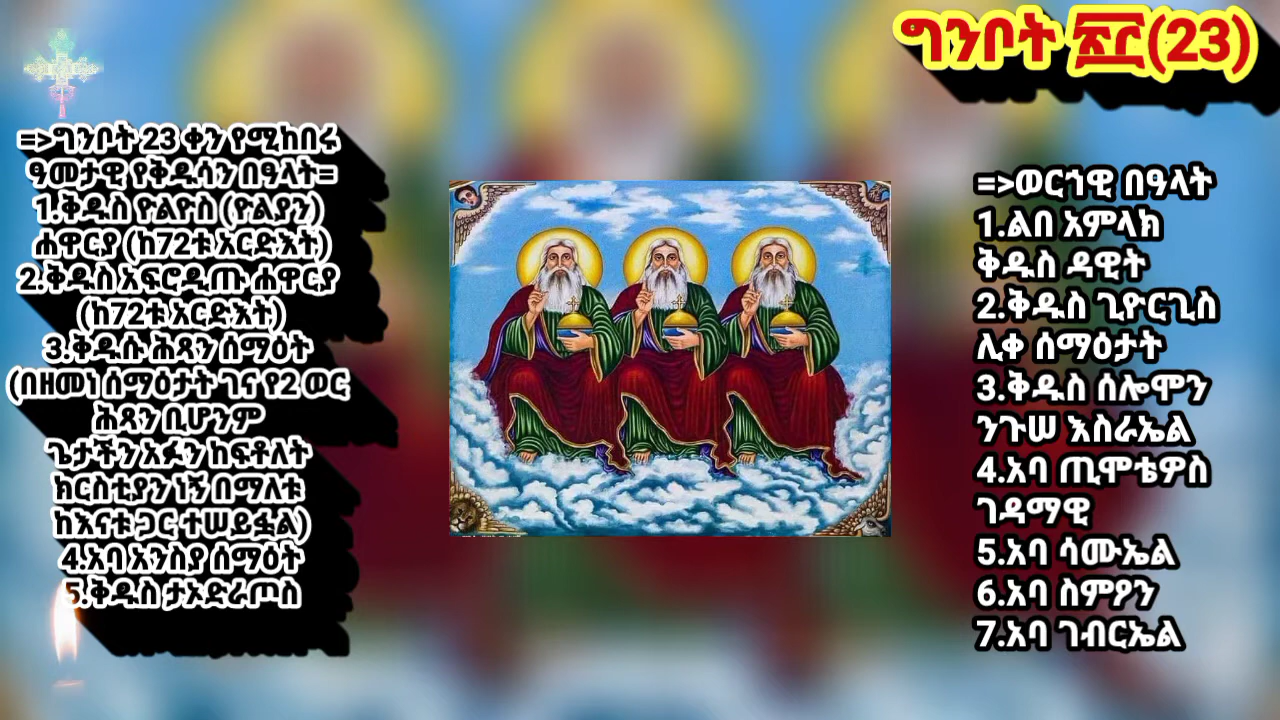 ግንቦት ፳፫(23)
=>ግንቦት 23 ቀን የሚከበሩ
ዓመታዊ የቅዱሳን በዓላት=
1.ቅዱስ ዮልዮስ (ዮልያን)
ሐዋርያ (ከ72ቱ አርድእት)
2.ቅዱስ አፍሮዲጡ ሐዋርያ
(ከ72ቱ አርድእት)
3.ቅዱሱ ሕጻን ሰማዕት
(በዘመነ ሰማዕታት ገና የ2 ወር
ሕጻን ቢሆንም
ጌታችን አፉን ከፍቶለት
ክርስቲያን ነኝ በማለቱ
ከእናቱ ጋር ተሠይፏል)
4.አባ አንስያ ሰማዕት
5.ቅዱስ ታኦድራጦስ
=>ወርኀዊ በዓላት
1.ልበ አምላክ
ቅዱስ ዳዊት
2.ቅዱስ ጊዮርጊስ
ሊቀ ሰማዕታት
3.ቅዱስ ሰሎሞን
ንጉሠ እስራኤል
4.አባ ጢሞቴዎስ
ገዳማዊ
5.አባ ሳሙኤል
6.አባ ስምዖን
7.አባ ገብርኤል